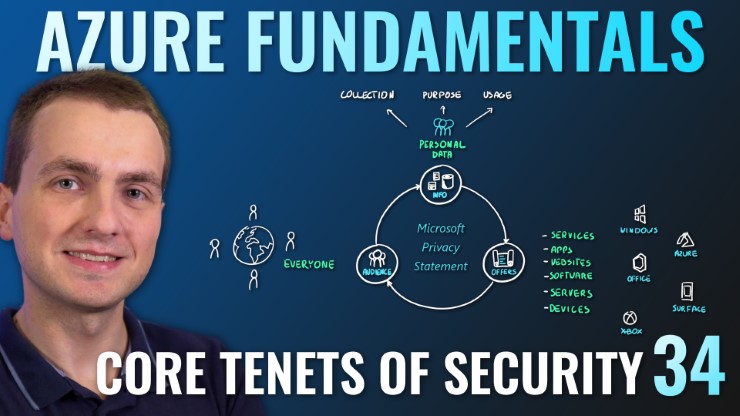 AZURE FUNDAMENTALS
COLLECTION PURPOSE USAGE
PERSONAL
DATA
INFO
Microsoft
Privacy
Statement
EVERYONE
AUDIENCE
OFFERS
- SERVICES
- APPS
- WEBSITES
- SOFTWARE
- SERVERS
- DEVICES
WINDOWS
AZURE
OFFICE
SURFACE
XBOX
CORE TENETS OF SECURITY 34